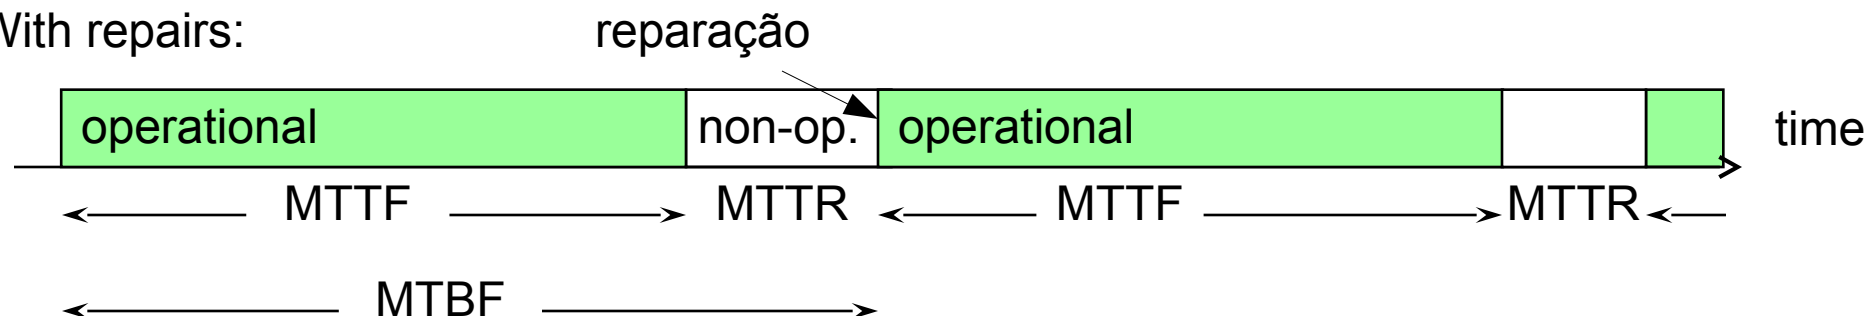 With repairs: reparação
operational non-op. operational time
MTTF MTTR MTTF MTTR
MTBF